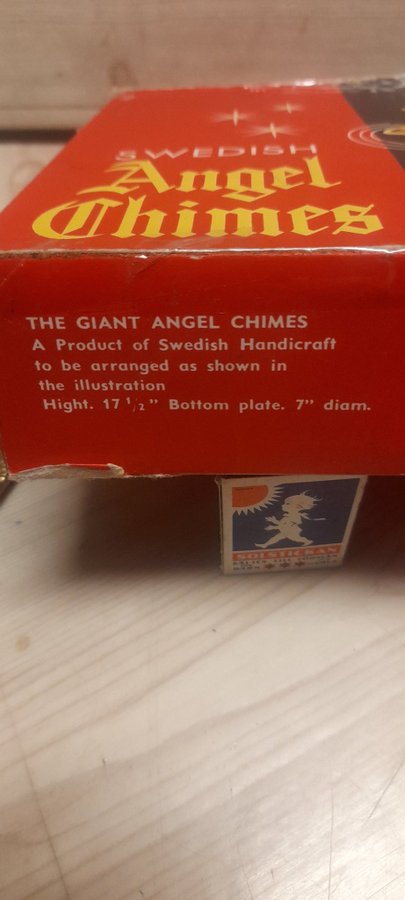 SWEDISH
Angel
Chimes
THE GIANT ANGEL CHIMES
A Product of Swedish Handicraft
to be arranged as shown in
the illustration
Hight. 17 1/2" Bottom plate. 7" diam.
SOLSTICKAN
BARN